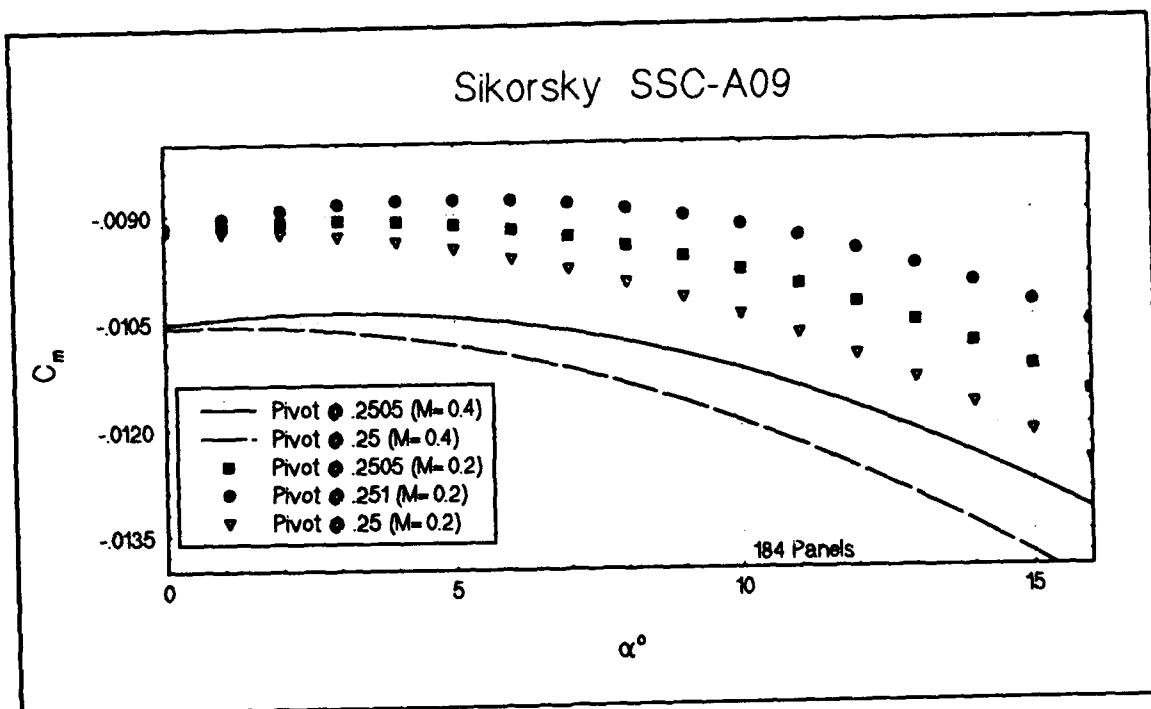 Sikorsky SSC-A09
-.0090
-.0105
-.0120
-.0135
Cm
Pivot @ .2505 (M= 0.4)
Pivot @ .25 (M= 0.4)
Pivot @ .2505 (M= 0.2)
Pivot @ .251 (M= 0.2)
Pivot @ .25 (M= 0.2)
184 Panels
0 5 10 15
α°